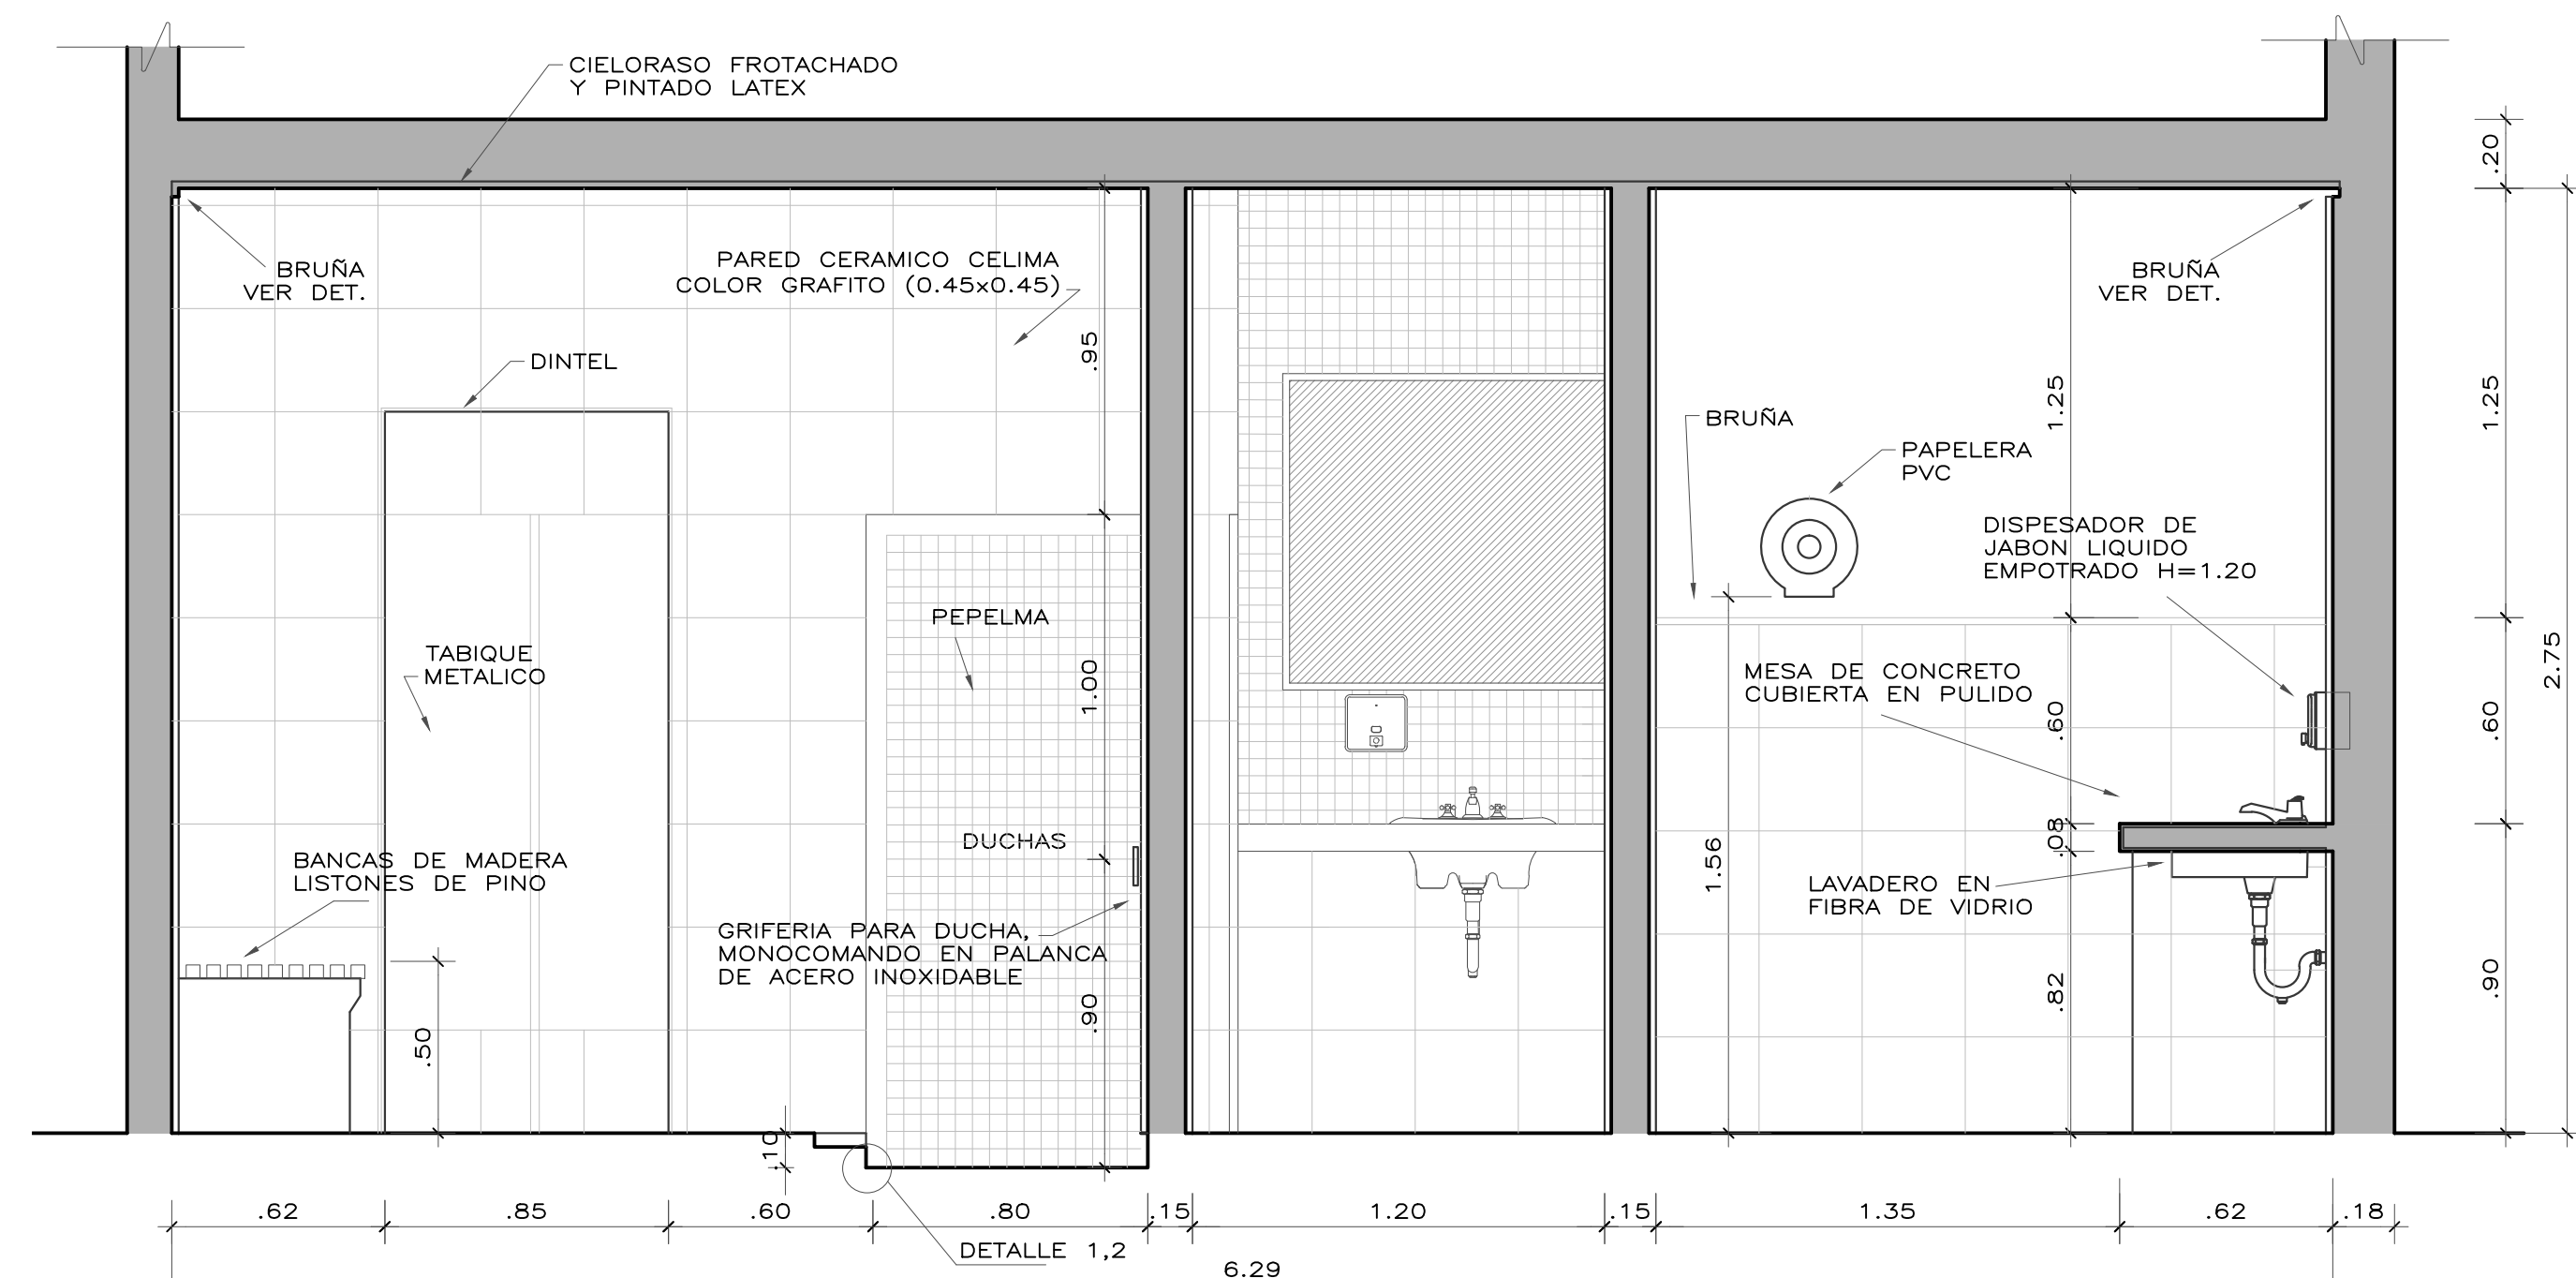 CIELORASO FROTACHADO
Y PINTADO LATEX
.20
BRUÑA
VER DET.
PARED CERAMICO CELIMA
COLOR GRAFITO (0.45x0.45)
BRUÑA
VER DET.
DINTEL
.95
1.25
1.25
BRUÑA
PAPELERA
PVC
DISPESADOR DE
JABON LIQUIDO
EMPOTRADO H=1.20
PEPELMA
TABIQUE
METALICO
1.00
MESA DE CONCRETO
CUBIERTA EN PULIDO
.60
.60
2.75
DUCHAS
.08
BANCAS DE MADERA
LISTONES DE PINO
1.56
LAVADERO EN
FIBRA DE VIDRIO
GRIFERIA PARA DUCHA,
MONOCOMANDO EN PALANCA
DE ACERO INOXIDABLE
.50
.90
.82
.90
.10
.62 .85 .60 .80 .15 1.20 .15 1.35 .62 .18
DETALLE 1,2
6.29